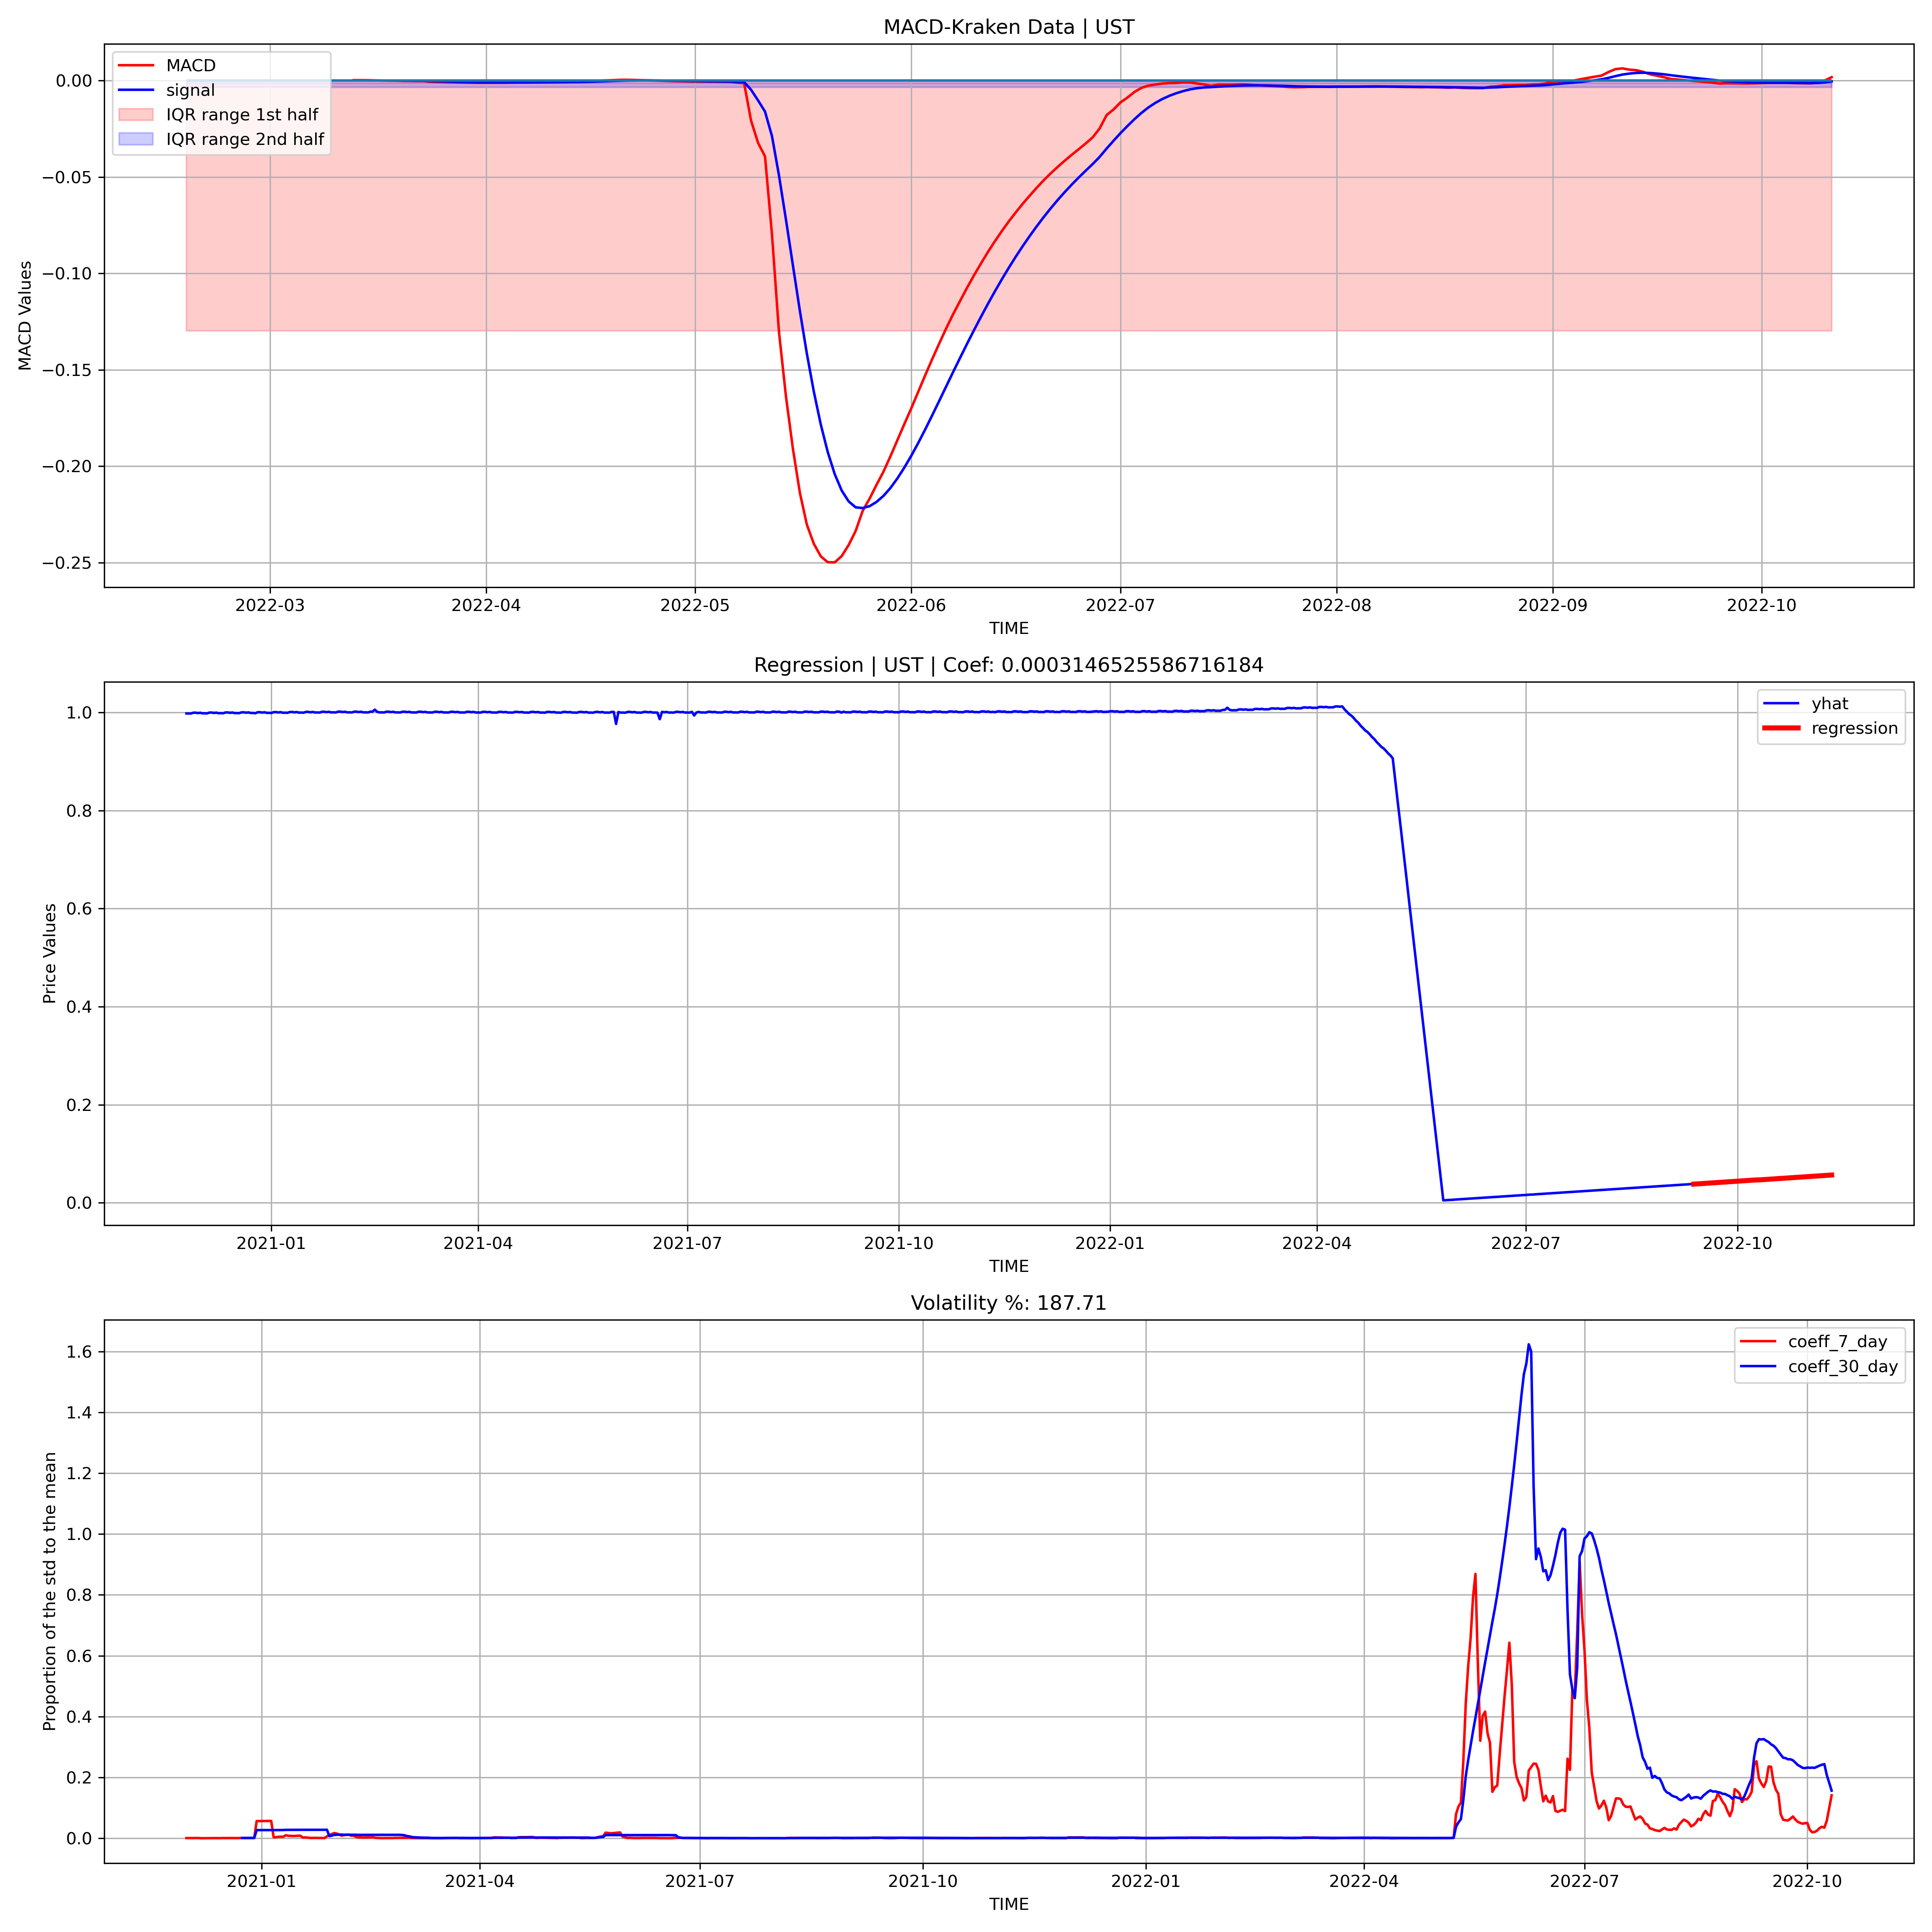 MACD-Kraken Data | UST
MACD
signal
IQR range 1st half
IQR range 2nd half
0.00
−0.05
−0.10
−0.15
−0.20
−0.25
MACD Values
2022-03 2022-04 2022-05 2022-06 2022-07 2022-08 2022-09 2022-10
TIME
Regression | UST | Coef: 0.0003146525586716184
yhat
regression
1.0
0.8
0.6
0.4
0.2
0.0
Price Values
2021-01 2021-04 2021-07 2021-10 2022-01 2022-04 2022-07 2022-10
TIME
Volatility %: 187.71
coeff_7_day
coeff_30_day
1.6
1.4
1.2
1.0
0.8
0.6
0.4
0.2
0.0
Proportion of the std to the mean
2021-01 2021-04 2021-07 2021-10 2022-01 2022-04 2022-07 2022-10
TIME